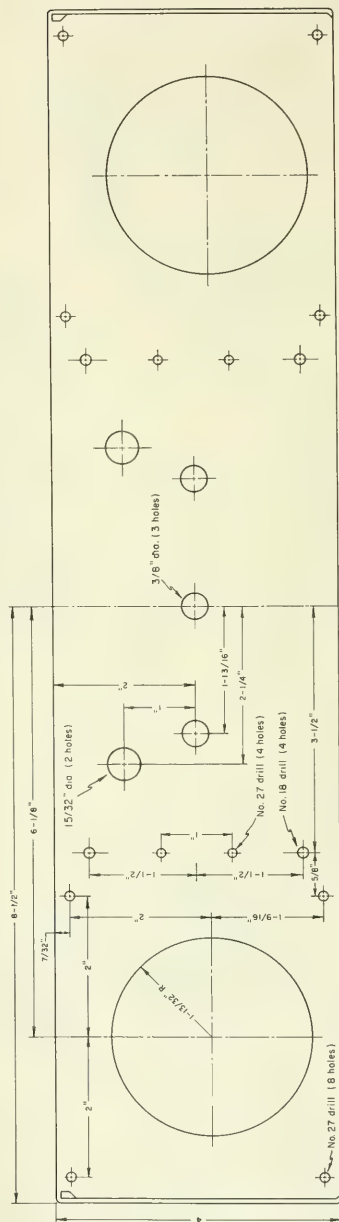 8-1/2"
6-1/8"
3/8" dia. (3 holes)
2"
1"
1-13/16"
2-1/4"
3-1/2"
15/32" dia (2 holes)
No. 27 drill (4 holes)
No. 18 drill (4 holes)
1"
1-1/2"
1-1/2"
5/8"
7/32"
2"
1-9/16"
2"
2"
1-13/32" R
No. 27 drill (8 holes)
4